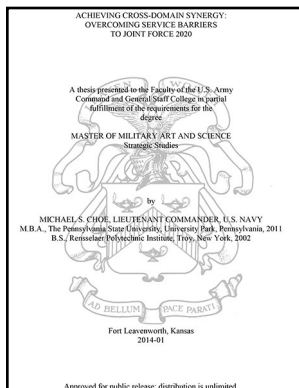 ACHIEVING CROSS-DOMAIN SYNERGY:
OVERCOMING SERVICE BARRIERS
TO JOINT FORCE 2020
A thesis presented to the Faculty of the U.S. Army
Command and General Staff College in partial
fulfillment of the requirements for the
degree
MASTER OF MILITARY ART AND SCIENCE
Strategic Studies
by
MICHAEL S. CHOE, LIEUTENANT COMMANDER, U.S. NAVY
M.B.A., The Pennsylvania State University, University Park, Pennsylvania, 2011
B.S., Rensselaer Polytechnic Institute, Troy, New York, 2002
AD BELLUM PACE PARATI
Fort Leavenworth, Kansas
2014-01
Approved for public release; distribution is unlimited